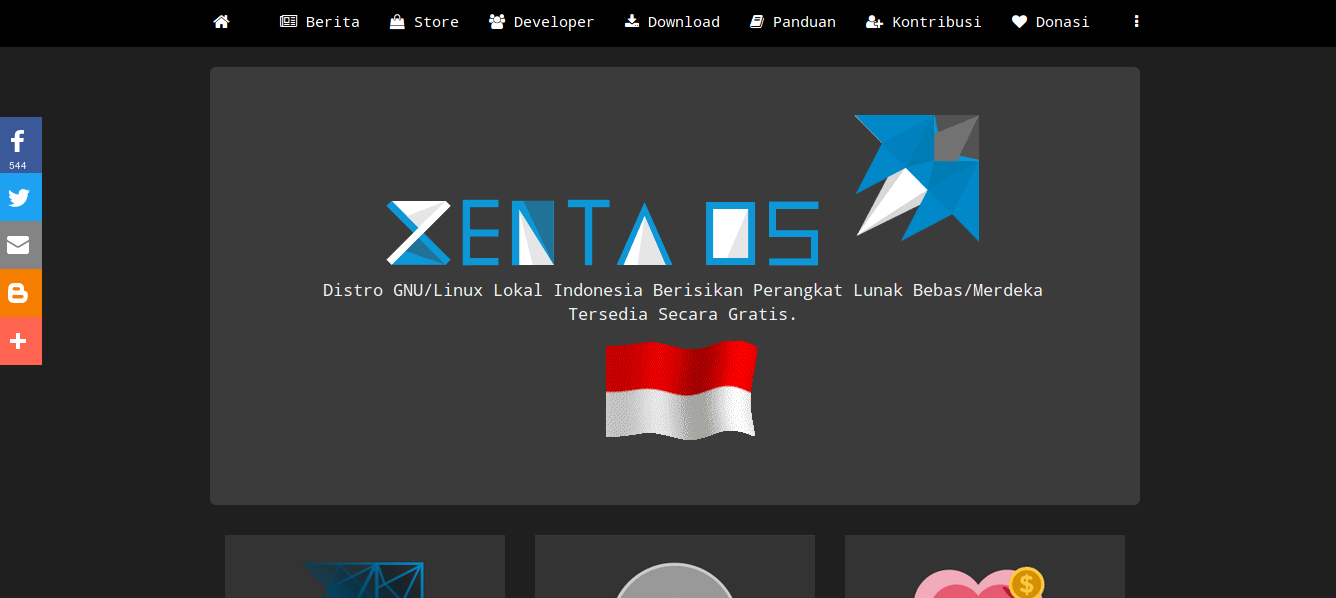 Berita Store Developer Download Panduan Kontribusi Donasi
544
ZENTA OS
Distro GNU/Linux Lokal Indonesia Berisikan Perangkat Lunak Bebas/Merdeka
Tersedia Secara Gratis.
$